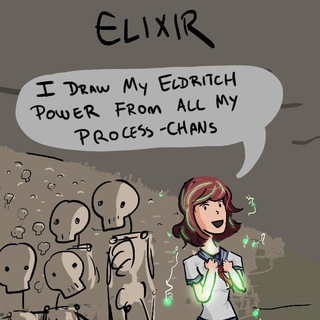 ELIXIR
I DRAW MY ELDRITCH
POWER FROM ALL MY
PROCESS-CHANS